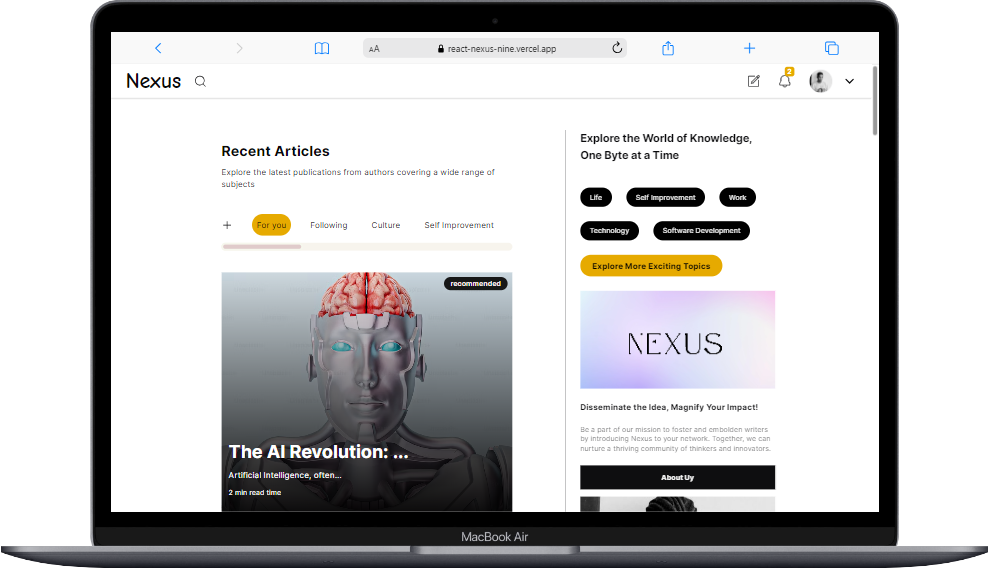 AA
react-nexus-nine.vercel.app
Nexus
2
Recent Articles
Explore the latest publications from authors covering a wide range of
subjects
+ For you Following Culture Self Improvement
recommended
The AI Revolution: ...
Artificial Intelligence, often...
2 min read time
Explore the World of Knowledge,
One Byte at a Time
Life Self Improvement Work
Technology Software Development
Explore More Exciting Topics
NEXUS
Disseminate the Idea, Magnify Your Impact!
Be a part of our mission to foster and embolden writers
by introducing Nexus to your network. Together, we can
nurture a thriving community of thinkers and innovators.
About Uy
MacBook Air